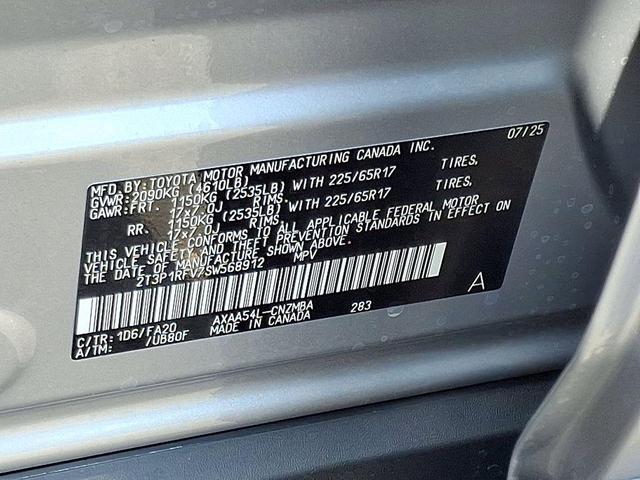 MFD.BY:TOYOTA MOTOR MANUFACTURING CANADA INC. 07/25
GVWR:2090KG (4610LB)
GAWR:FRT. 1150KG (2535LB) WITH 225/65R17 TIRES,
17x7.0J RIMS,
RR. 1150KG (2535LB) WITH 225/65R17 TIRES,
17x7.0J RIMS,
THIS VEHICLE CONFORMS TO ALL APPLICABLE FEDERAL MOTOR
VEHICLE SAFETY AND THEFT PREVENTION STANDARDS IN EFFECT ON
THE DATE OF MANUFACTURE SHOWN ABOVE.
2T3P1RFV7SW568912 MPV
A
C/TR: 1D6/FA20 AXAA54L-CNZMBA 283
A/TM: /UB80F MADE IN CANADA